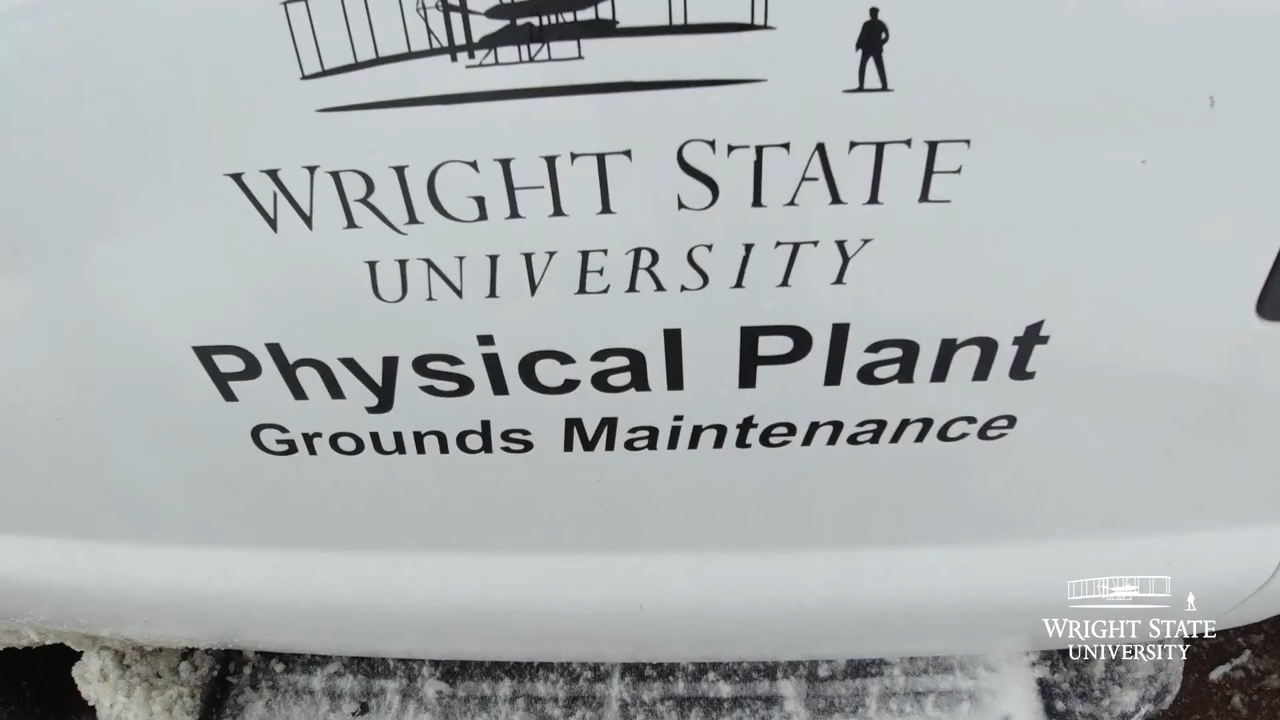 WRIGHT STATE
UNIVERSITY
Physical Plant
Grounds Maintenance
WRIGHT STATE
UNIVERSITY